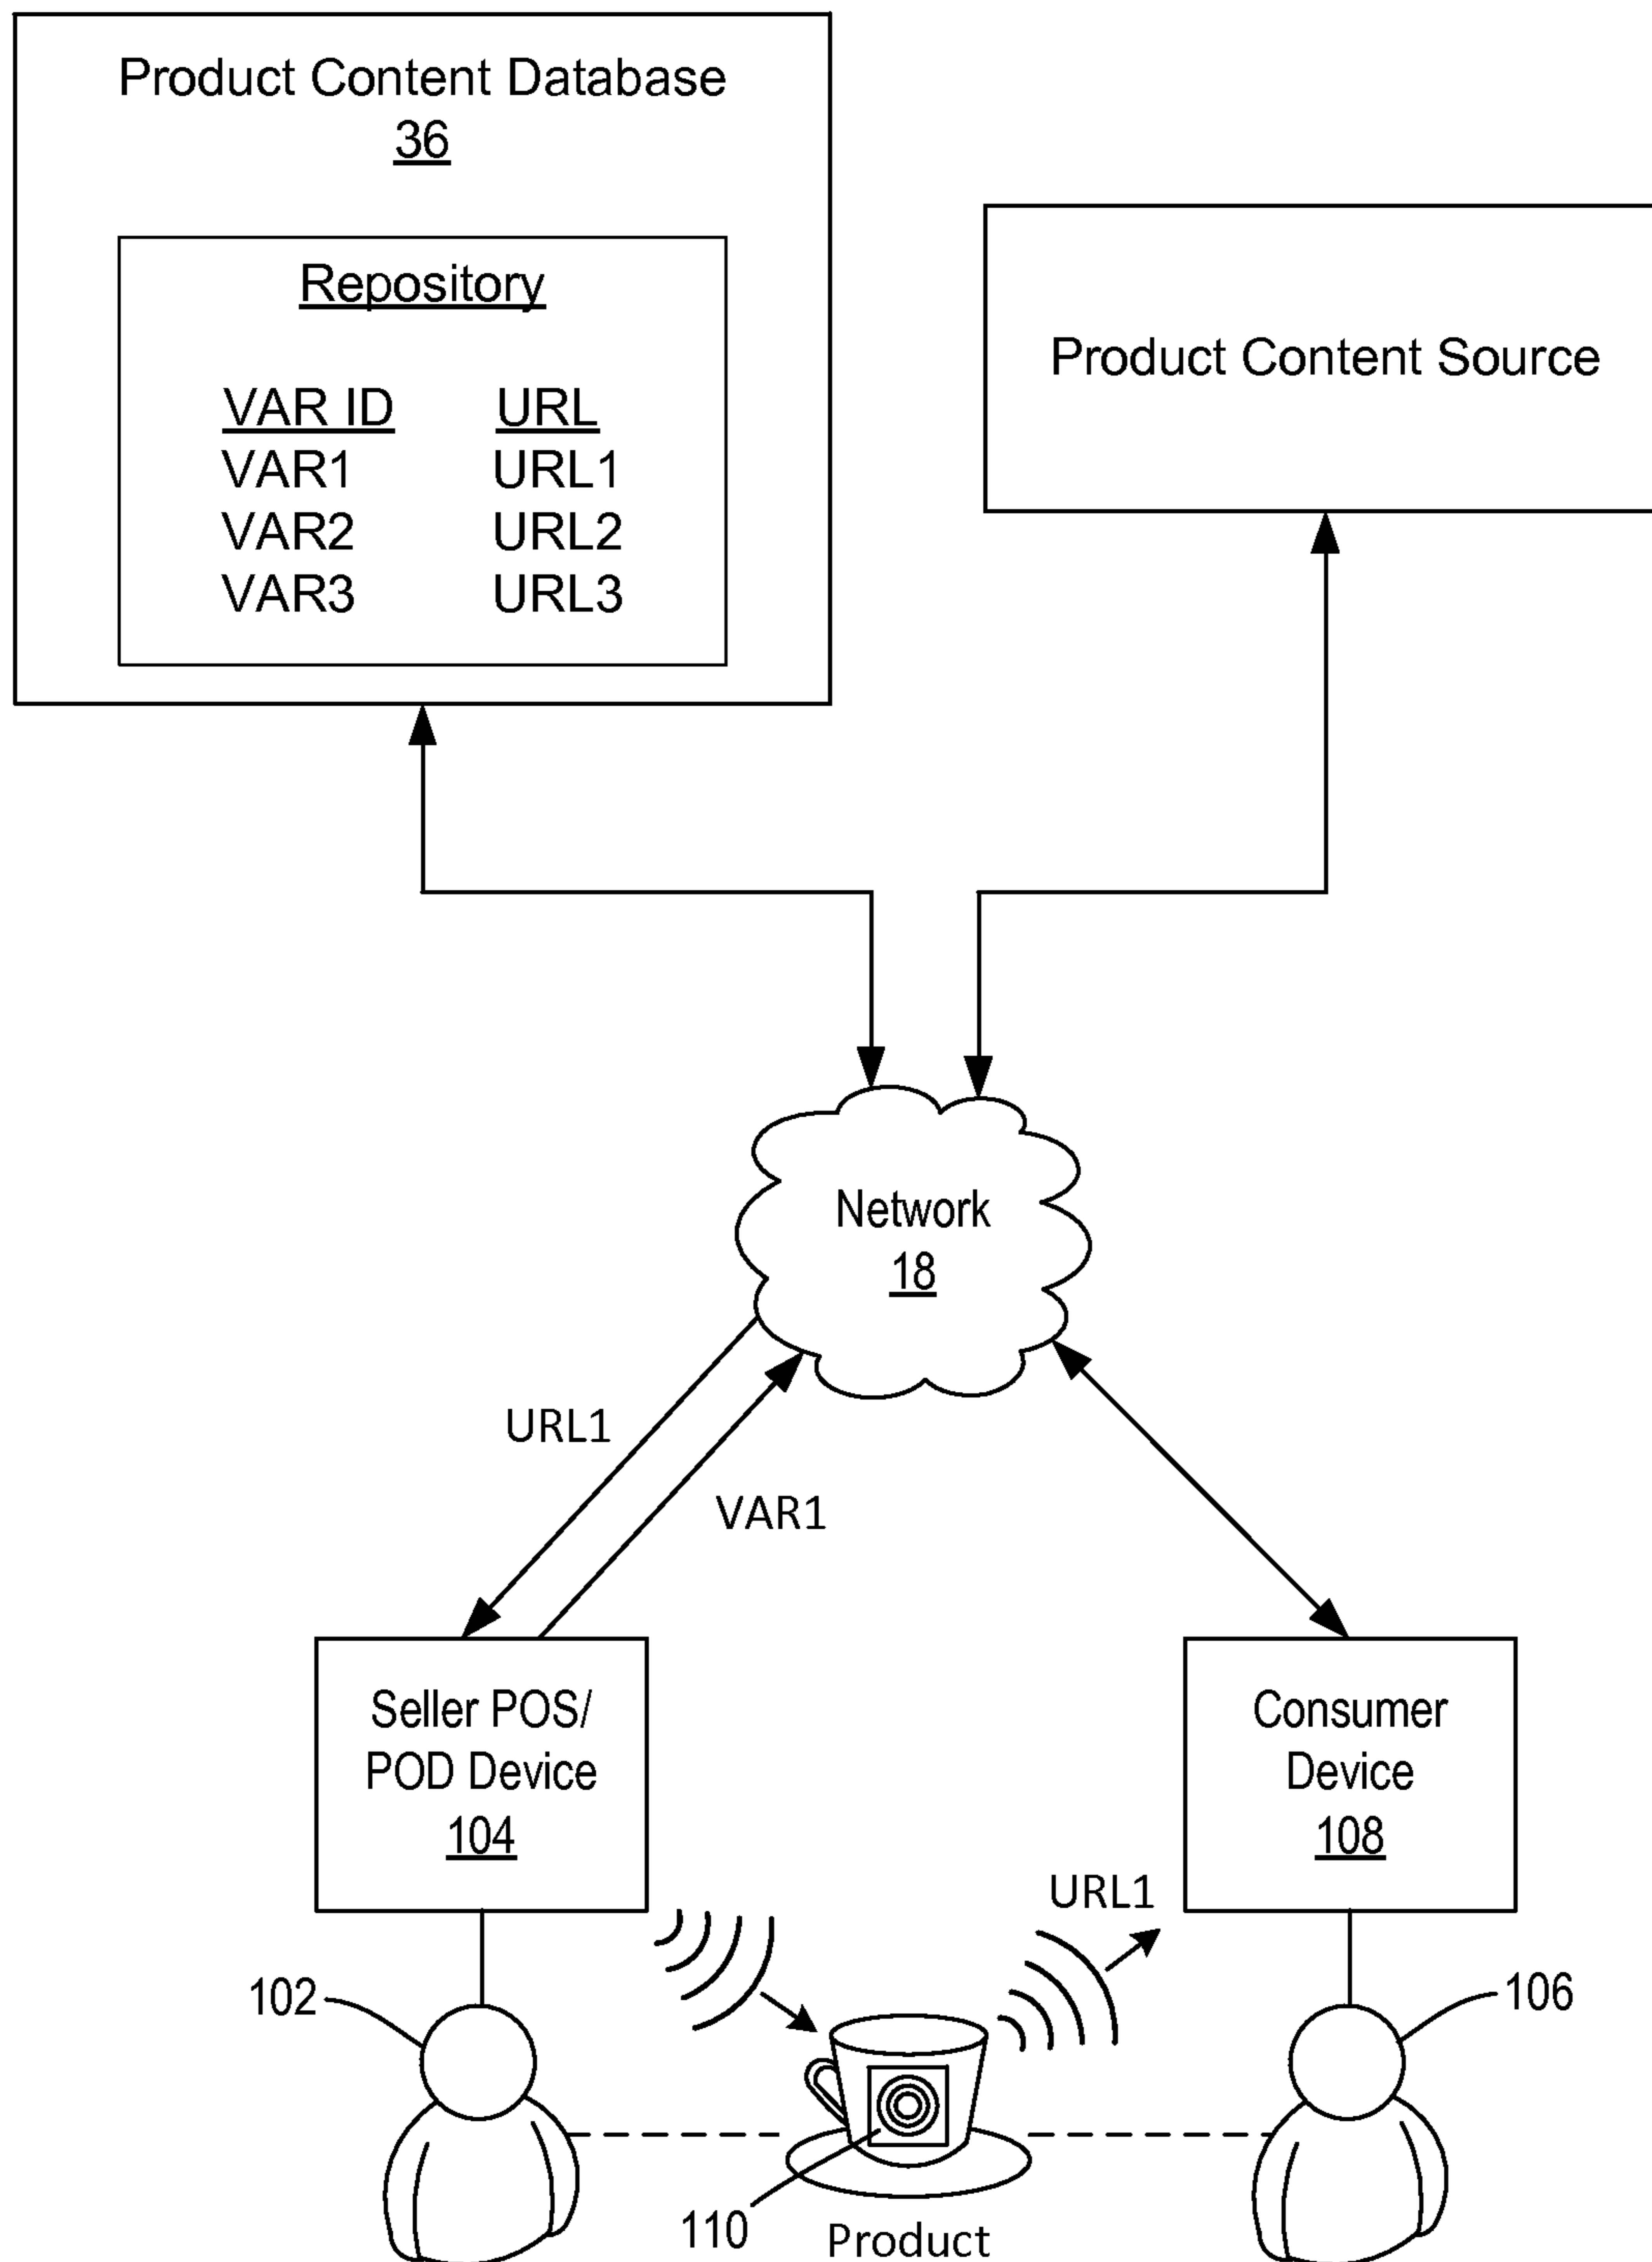 Product Content Database
36
Repository
VAR ID URL
VAR1 URL1
VAR2 URL2
VAR3 URL3
Product Content Source
Network
18
URL1
VAR1
Seller POS/
POD Device
104
Consumer
Device
108
URL1
102
106
110
Product